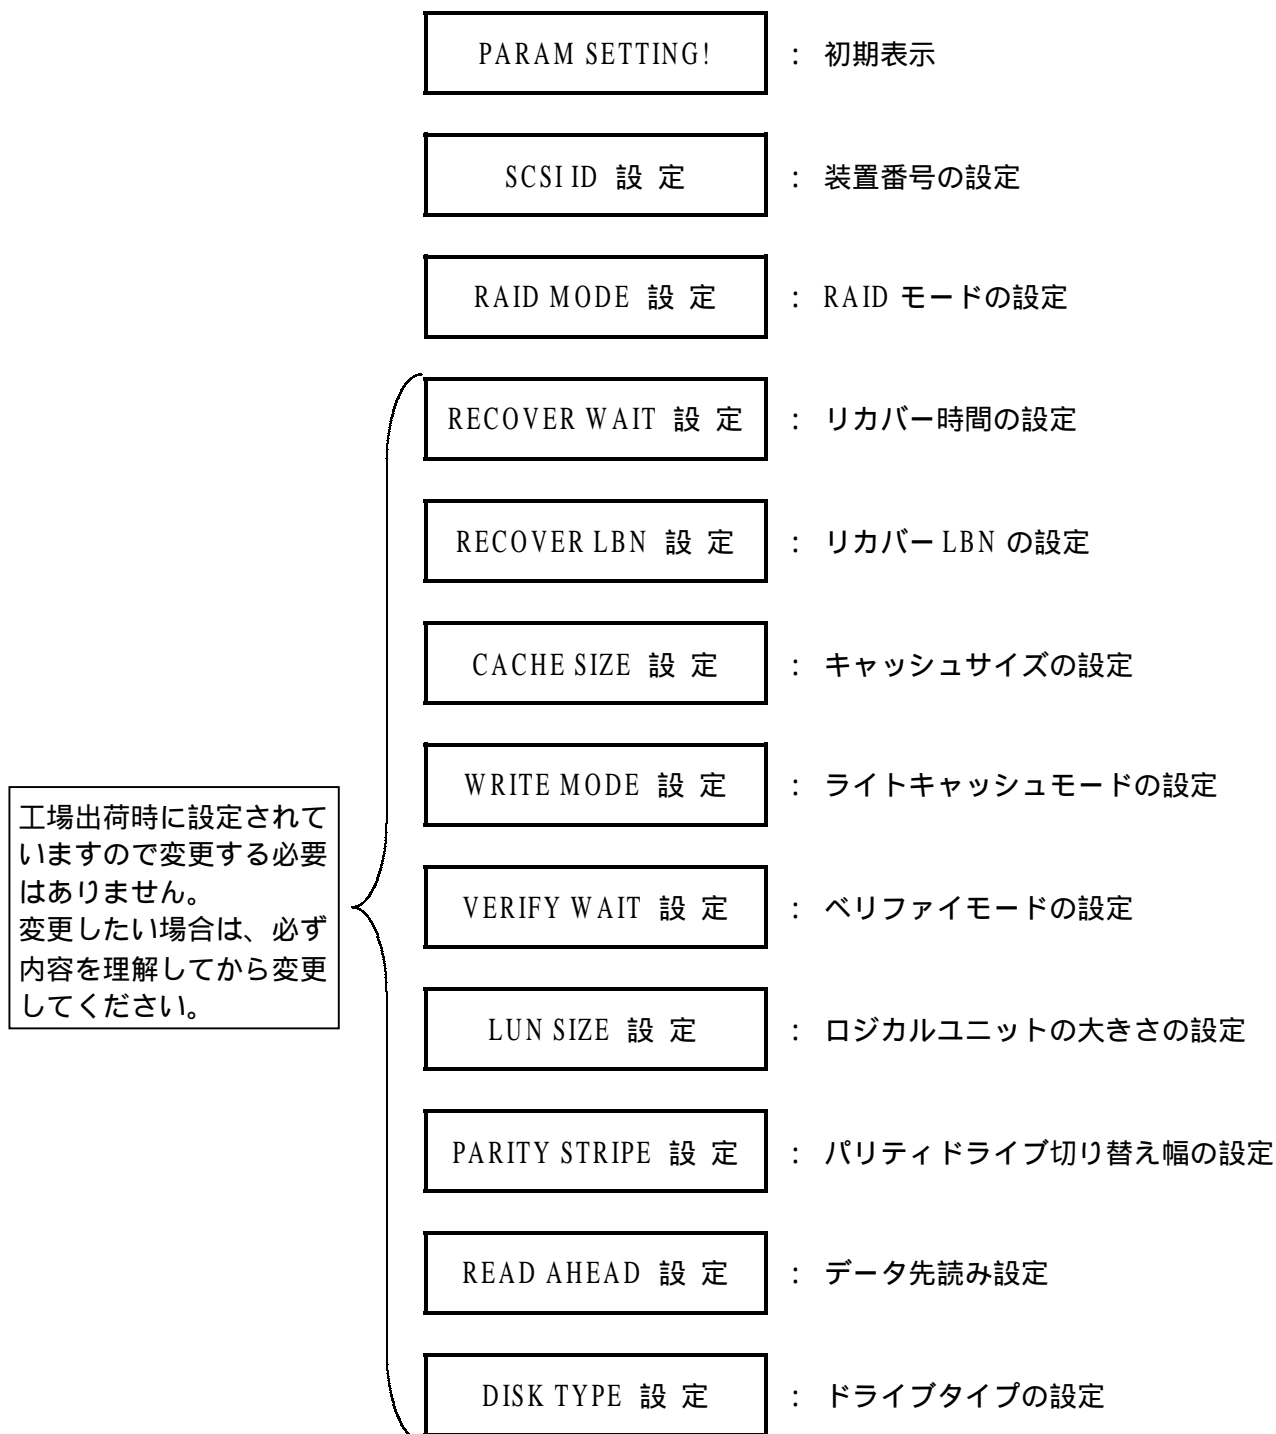 PARAM SETTING! : 初期表示
SCSI ID 設 定 : 装置番号の設定
RAID MODE 設 定 : RAID モードの設定
RECOVER WAIT 設 定 : リカバー時間の設定
RECOVER LBN 設 定 : リカバー LBN の設定
CACHE SIZE 設 定 : キャッシュサイズの設定
WRITE MODE 設 定 : ライトキャッシュモードの設定
工場出荷時に設定されて
いますので変更する必要
はありません。
変更したい場合は、必ず
内容を理解してから変更
してください。
VERIFY WAIT 設 定 : ベリファイモードの設定
LUN SIZE 設 定 : ロジカルユニットの大きさの設定
PARITY STRIPE 設 定 : パリティドライブ切り替え幅の設定
READ AHEAD 設 定 : データ先読み設定
DISK TYPE 設 定 : ドライブタイプの設定